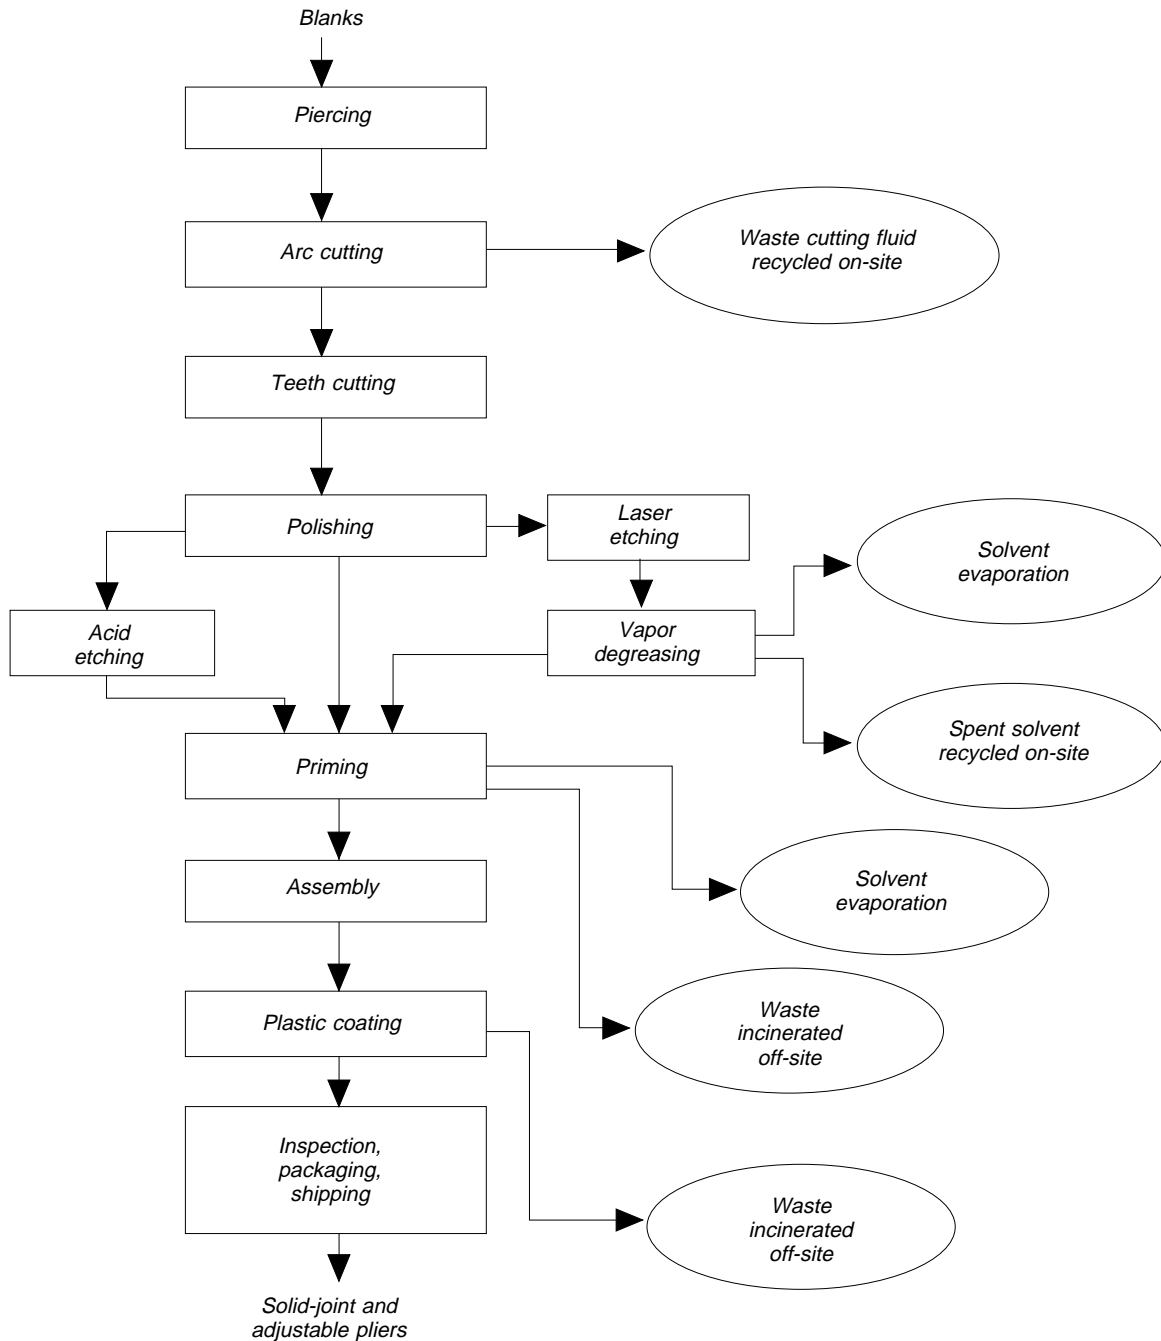 Blanks
Piercing
Arc cutting
Waste cutting fluid
recycled on-site
Teeth cutting
Polishing
Laser
etching
Solvent
evaporation
Acid
etching
Vapor
degreasing
Spent solvent
recycled on-site
Priming
Assembly
Solvent
evaporation
Plastic coating
Waste
incinerated
off-site
Inspection,
packaging,
shipping
Waste
incinerated
off-site
Solid-joint and
adjustable pliers